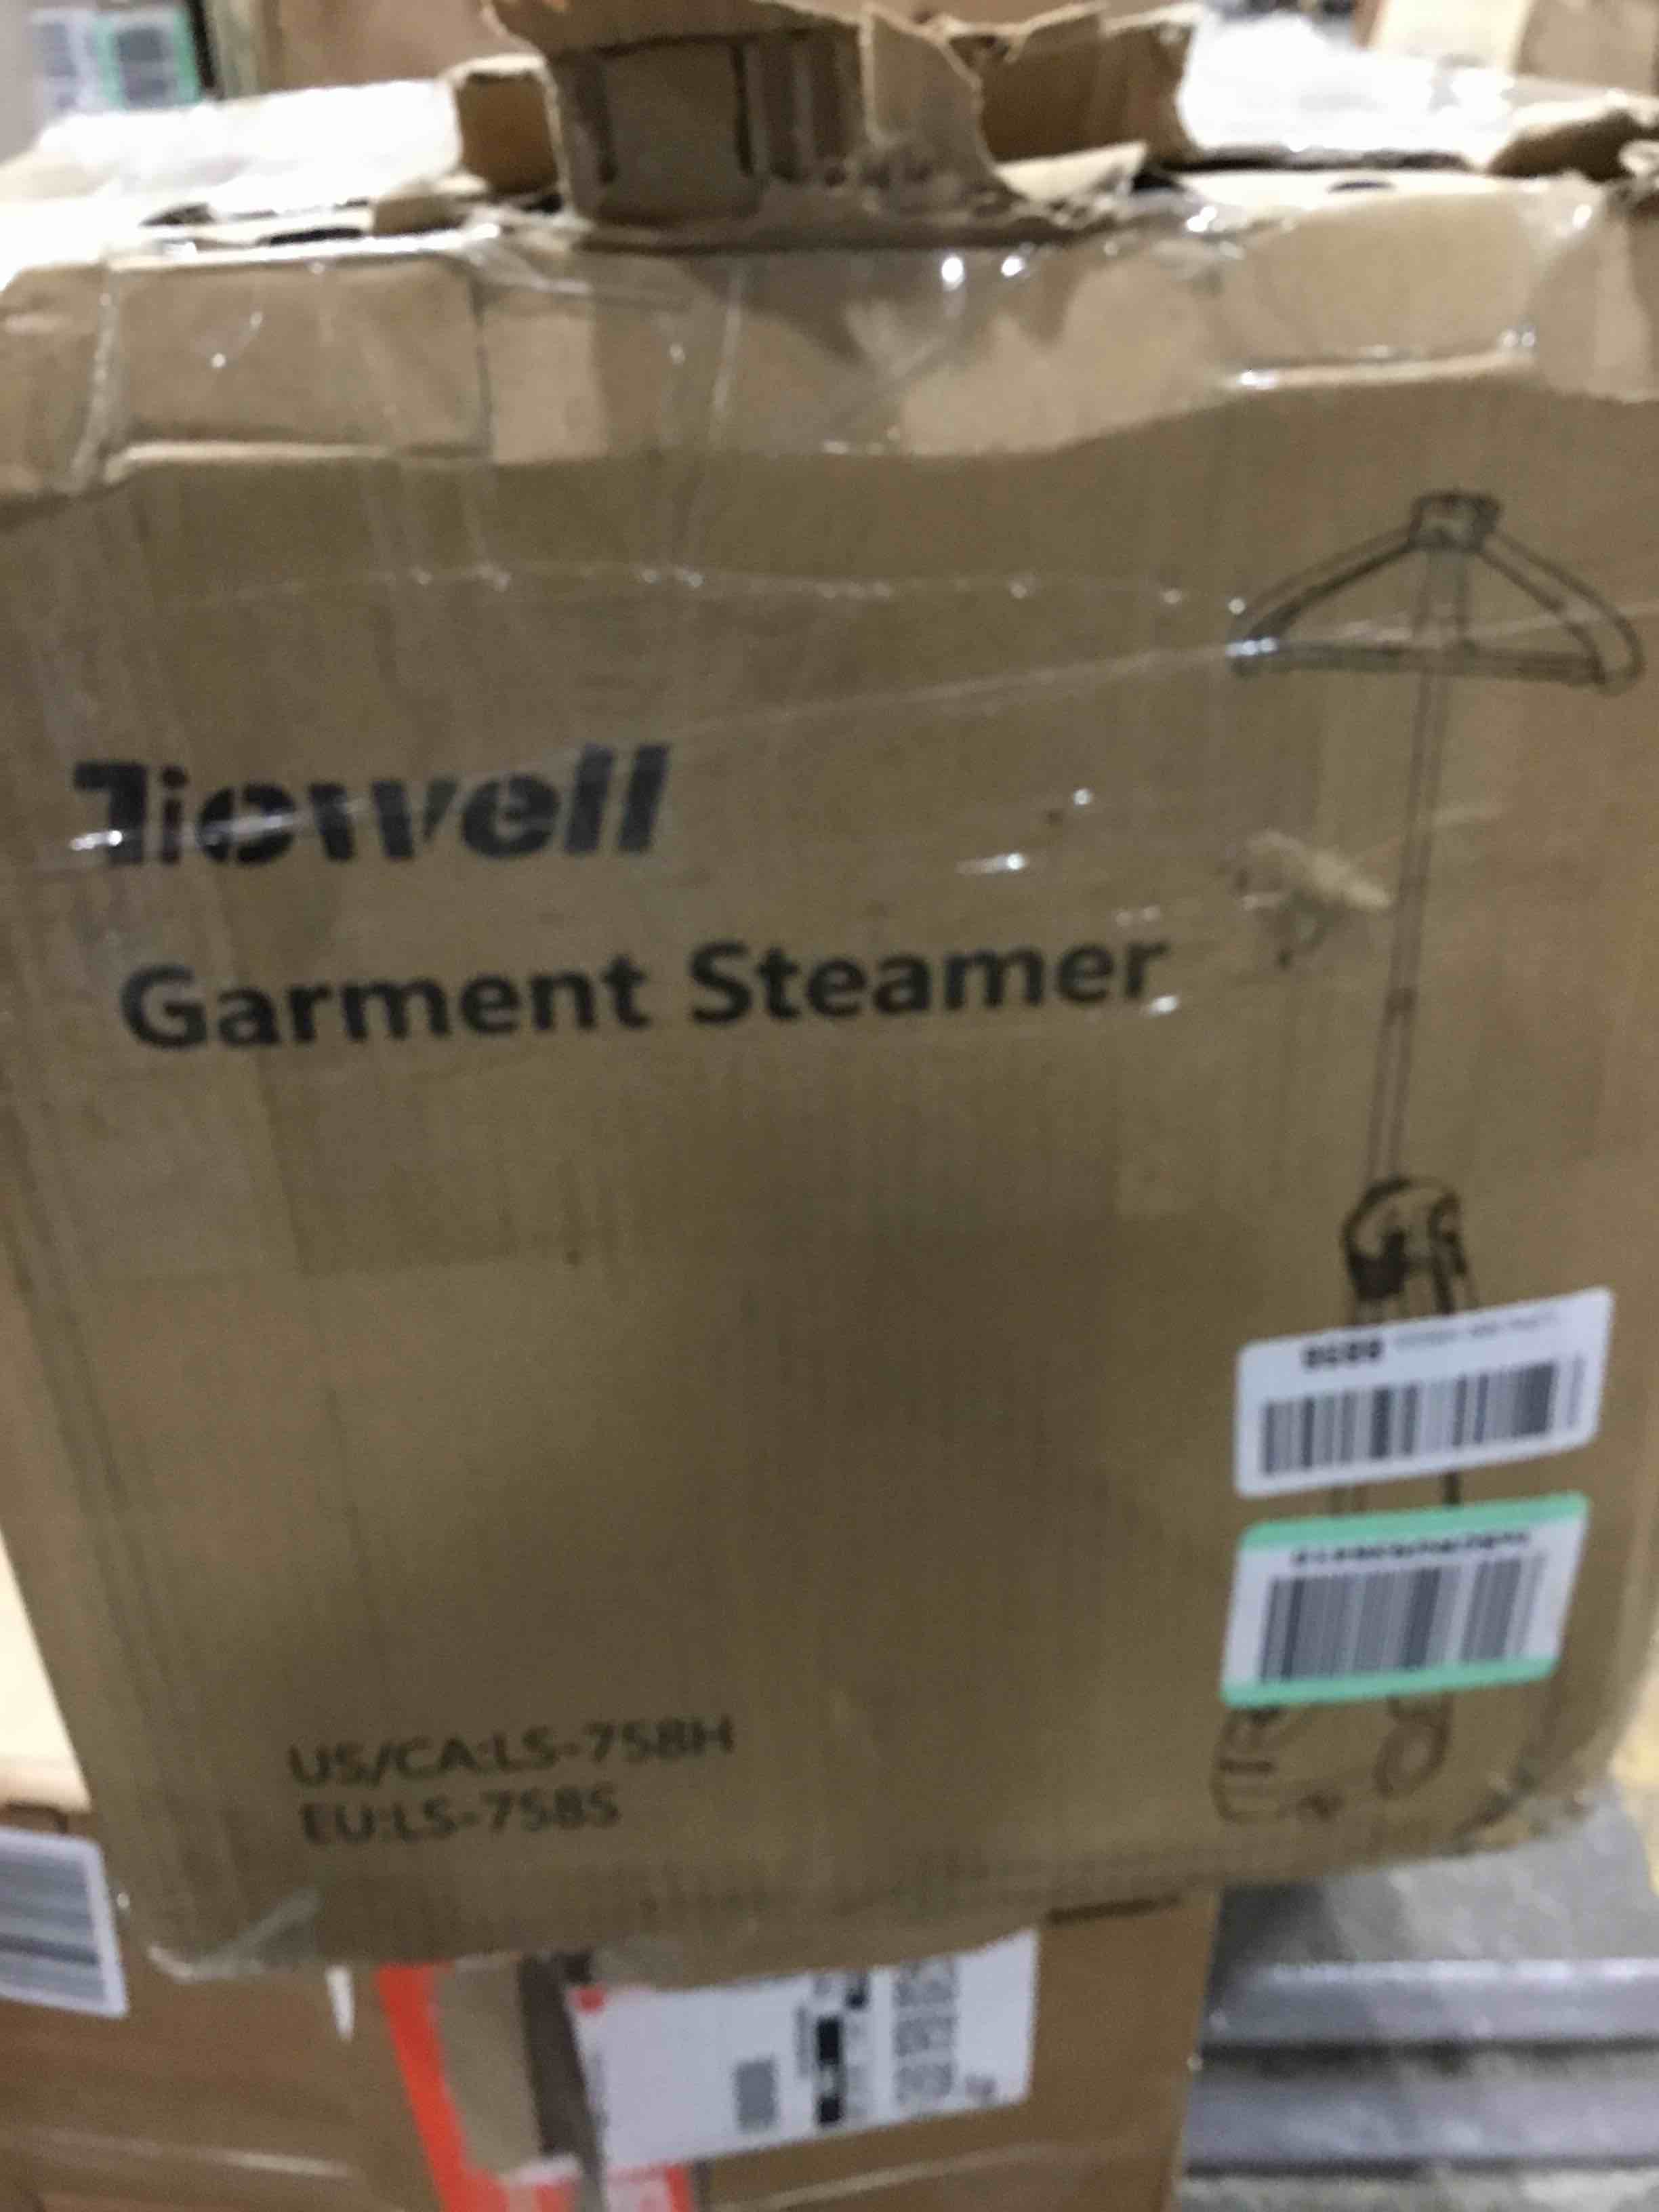 Tiowell
Garment Steamer
US/CA:LS-758H
EU:LS-758S